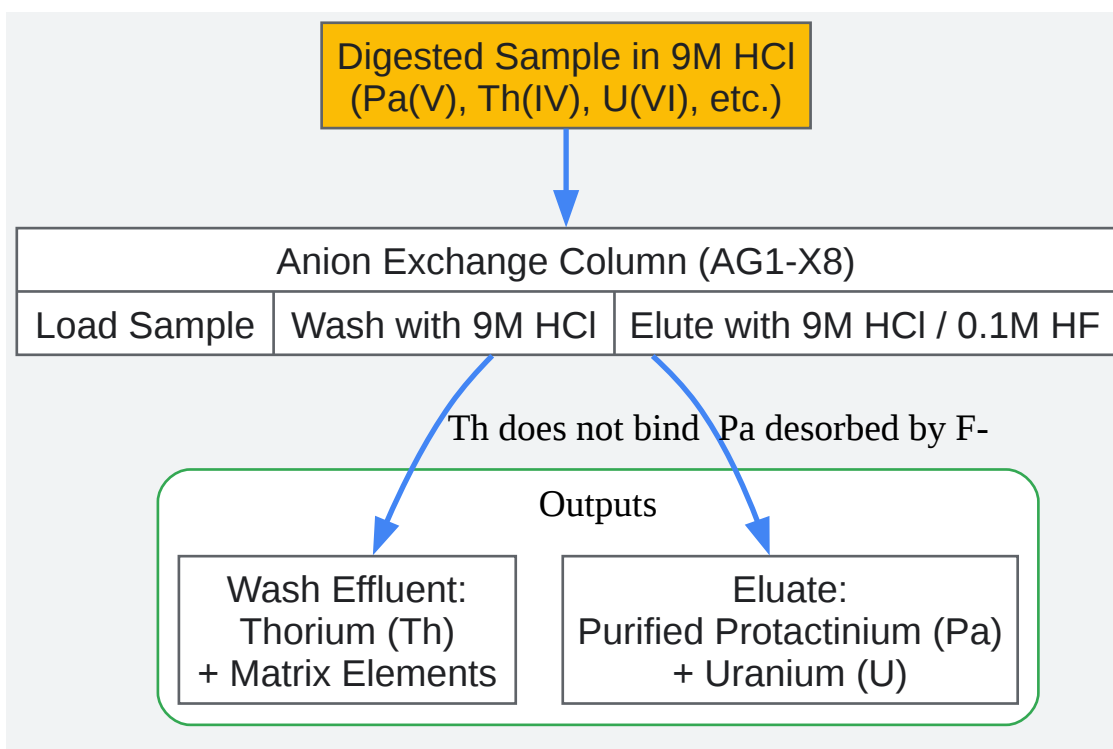 Digested Sample in 9M HCl
(Pa(V), Th(IV), U(VI), etc.)
Anion Exchange Column (AG1-X8)
Load Sample
Wash with 9M HCl
Elute with 9M HCl / 0.1M HF
Th does not bind
Pa desorbed by F-
Outputs
Wash Effluent:
Thorium (Th)
+ Matrix Elements
Eluate:
Purified Protactinium (Pa)
+ Uranium (U)